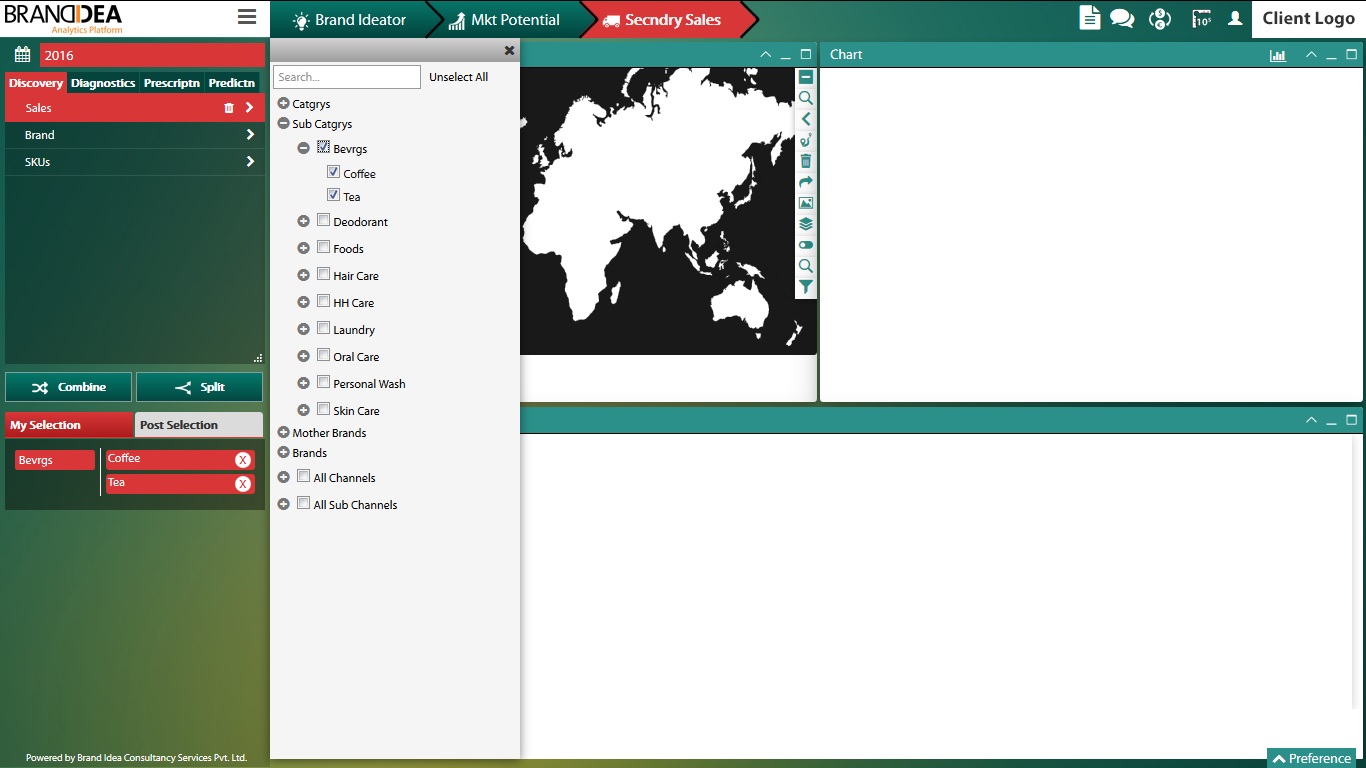 BRANDIDEA
Analytics Platform
Brand Ideator
Mkt Potential
Secndry Sales
Client Logo
2016
Discovery
Diagnostics
Prescriptn
Predictn
Sales
Brand
SKUs
Combine
Split
My Selection
Post Selection
Bevrgs
Coffee
X
Tea
X
Powered by Brand Idea Consultancy Services Pvt. Ltd.
Search...
Unselect All
Catgrys
Sub Catgrys
Bevrgs
Coffee
Tea
Deodorant
Foods
Hair Care
HH Care
Laundry
Oral Care
Personal Wash
Skin Care
Mother Brands
Brands
All Channels
All Sub Channels
Chart
Preference